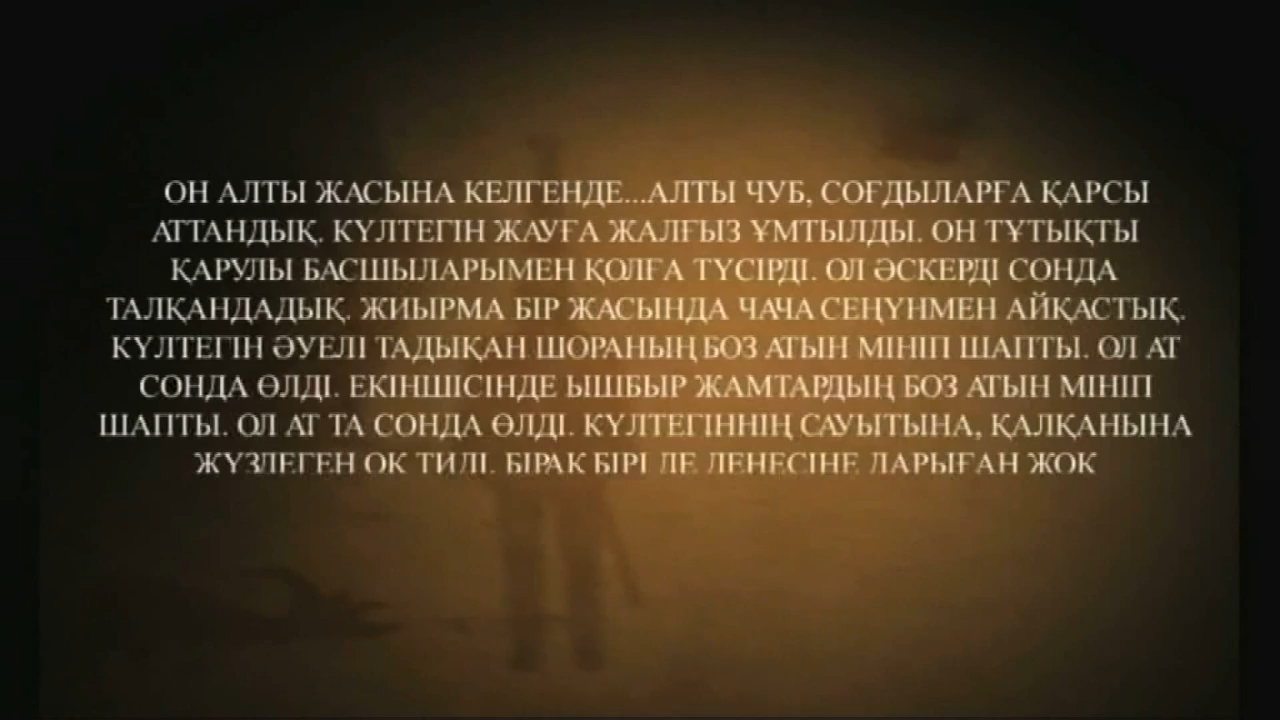 ОН АЛТЫ ЖАСЫНА КЕЛГЕНДЕ...АЛТЫ ЧУБ, СОҒДЫЛАРҒА ҚАРСЫ
АТТАНДЫҚ. КҮЛТЕГІН ЖАУҒА ЖАЛҒЫЗ ҰМТЫЛДЫ. ОН ТҰТЫҚТЫ
ҚАРУЛЫ БАСШЫЛАРЫМЕН ҚОЛҒА ТҮСІРДІ. ОЛ ӘСКЕРДІ СОНДА
ТАЛҚАНДАДЫҚ. ЖИЫРМА БІР ЖАСЫНДА ЧАЧА СЕҢҮНМЕН АЙҚАСТЫҚ.
КҮЛТЕГІН ӘУЕЛІ ТАДЫҚАН ШОРАНЫҢ БОЗ АТЫН МІНІП ШАПТЫ. ОЛ АТ
СОНДА ӨЛДІ. ЕКІНШІСІНДЕ ЫШБЫР ЖАМТАРДЫҢ БОЗ АТЫН МІНІП
ШАПТЫ. ОЛ АТ ТА СОНДА ӨЛДІ. КҮЛТЕГІННІҢ САУЫТЫНА, ҚАЛҚАНЫНА
ЖҮЗДЕГЕН ОҚ ТИДІ. БІРАҚ БІРІ ДЕ ДЕНЕСІНЕ ДАРЫҒАН ЖОҚ